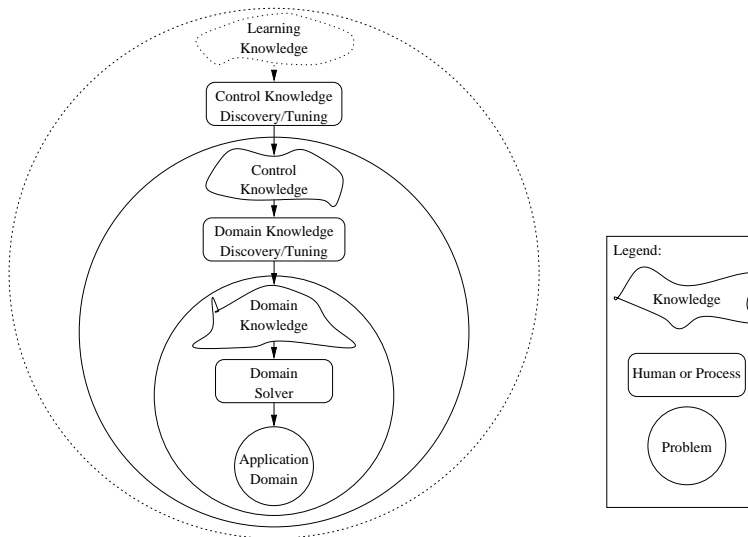 Learning
Knowledge
Control Knowledge
Discovery/Tuning
Control
Knowledge
Domain Knowledge
Discovery/Tuning
Domain
Knowledge
Domain
Solver
Application
Domain
Legend:
Knowledge
Human or Process
Problem